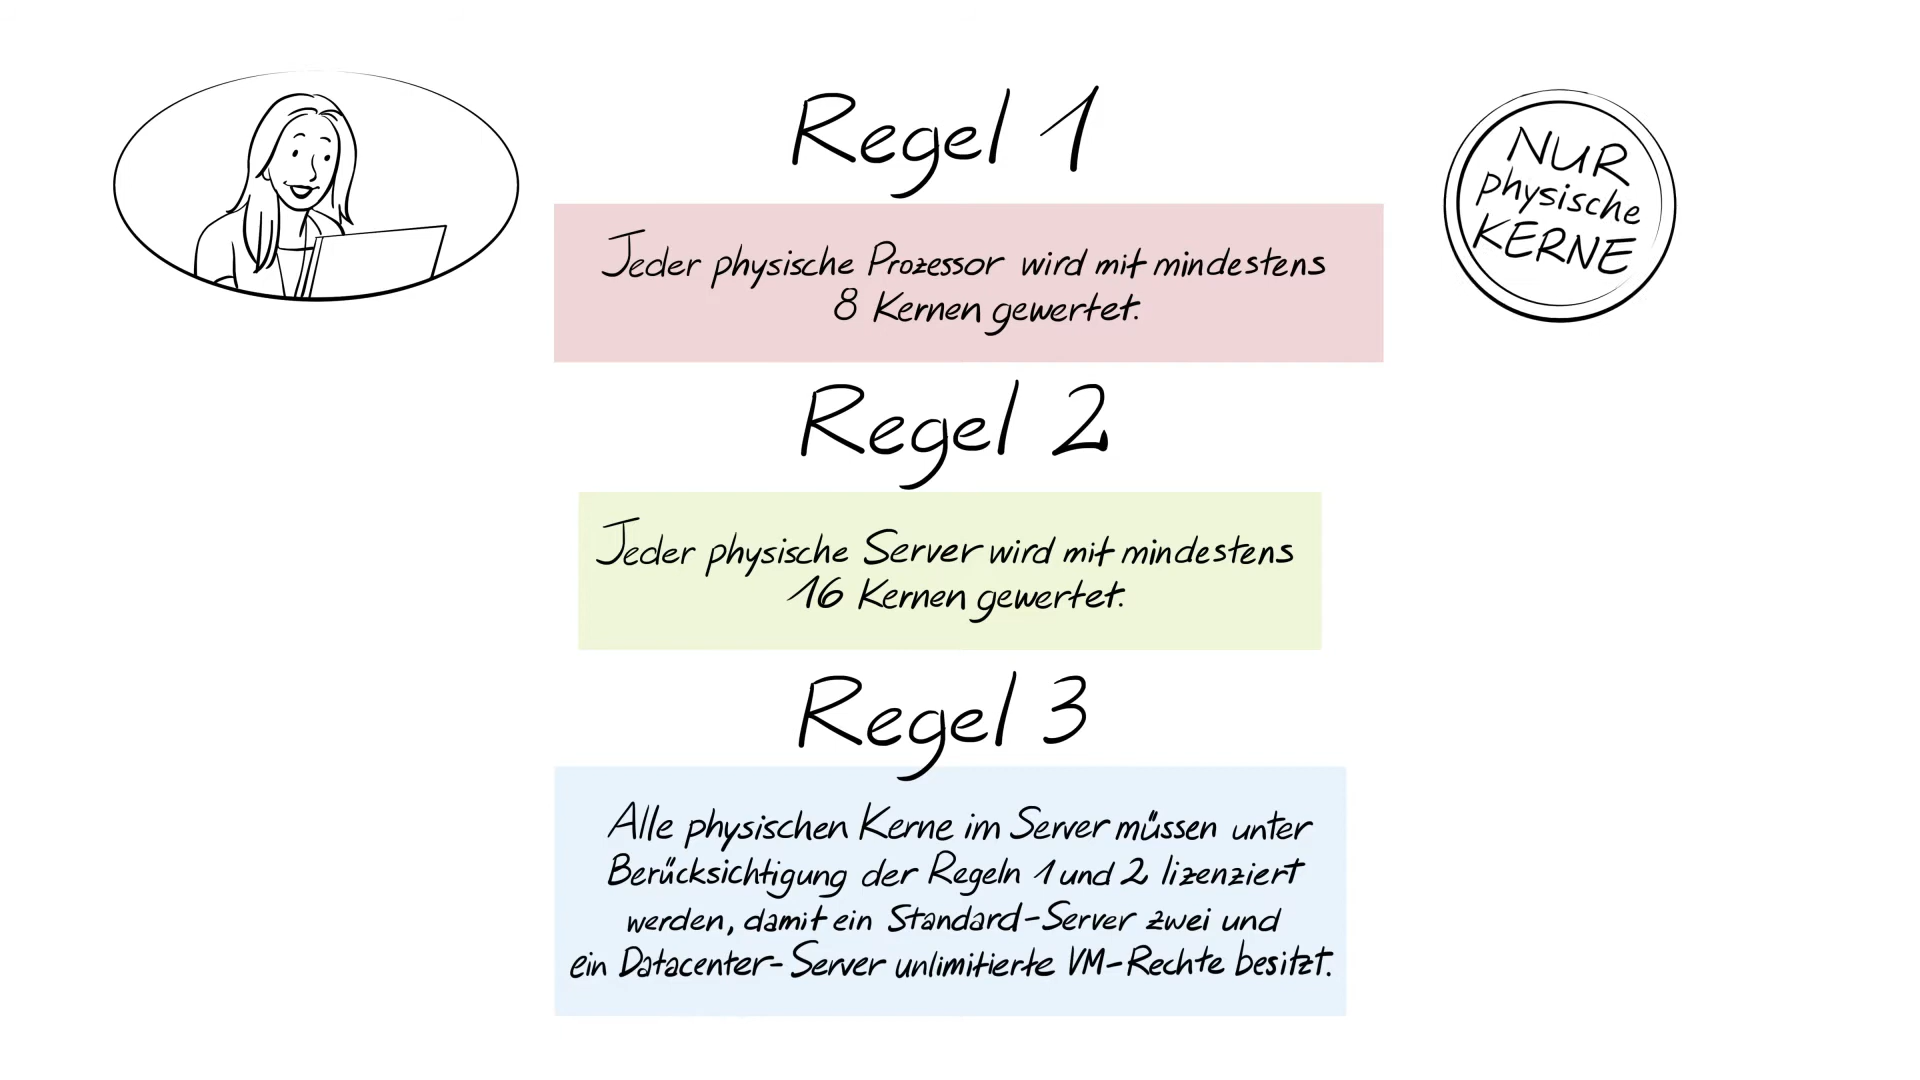 Regel 1
NUR
physische
KERNE
Jeder physische Prozessor wird mit mindestens
8 Kernen gewertet.
Regel 2
Jeder physische Server wird mit mindestens
16 Kernen gewertet.
Regel 3
Alle physischen Kerne im Server müssen unter
Berücksichtigung der Regeln 1 und 2 lizenziert
werden, damit ein Standard-Server zwei und
ein Datacenter-Server unlimitierte VM-Rechte besitzt.